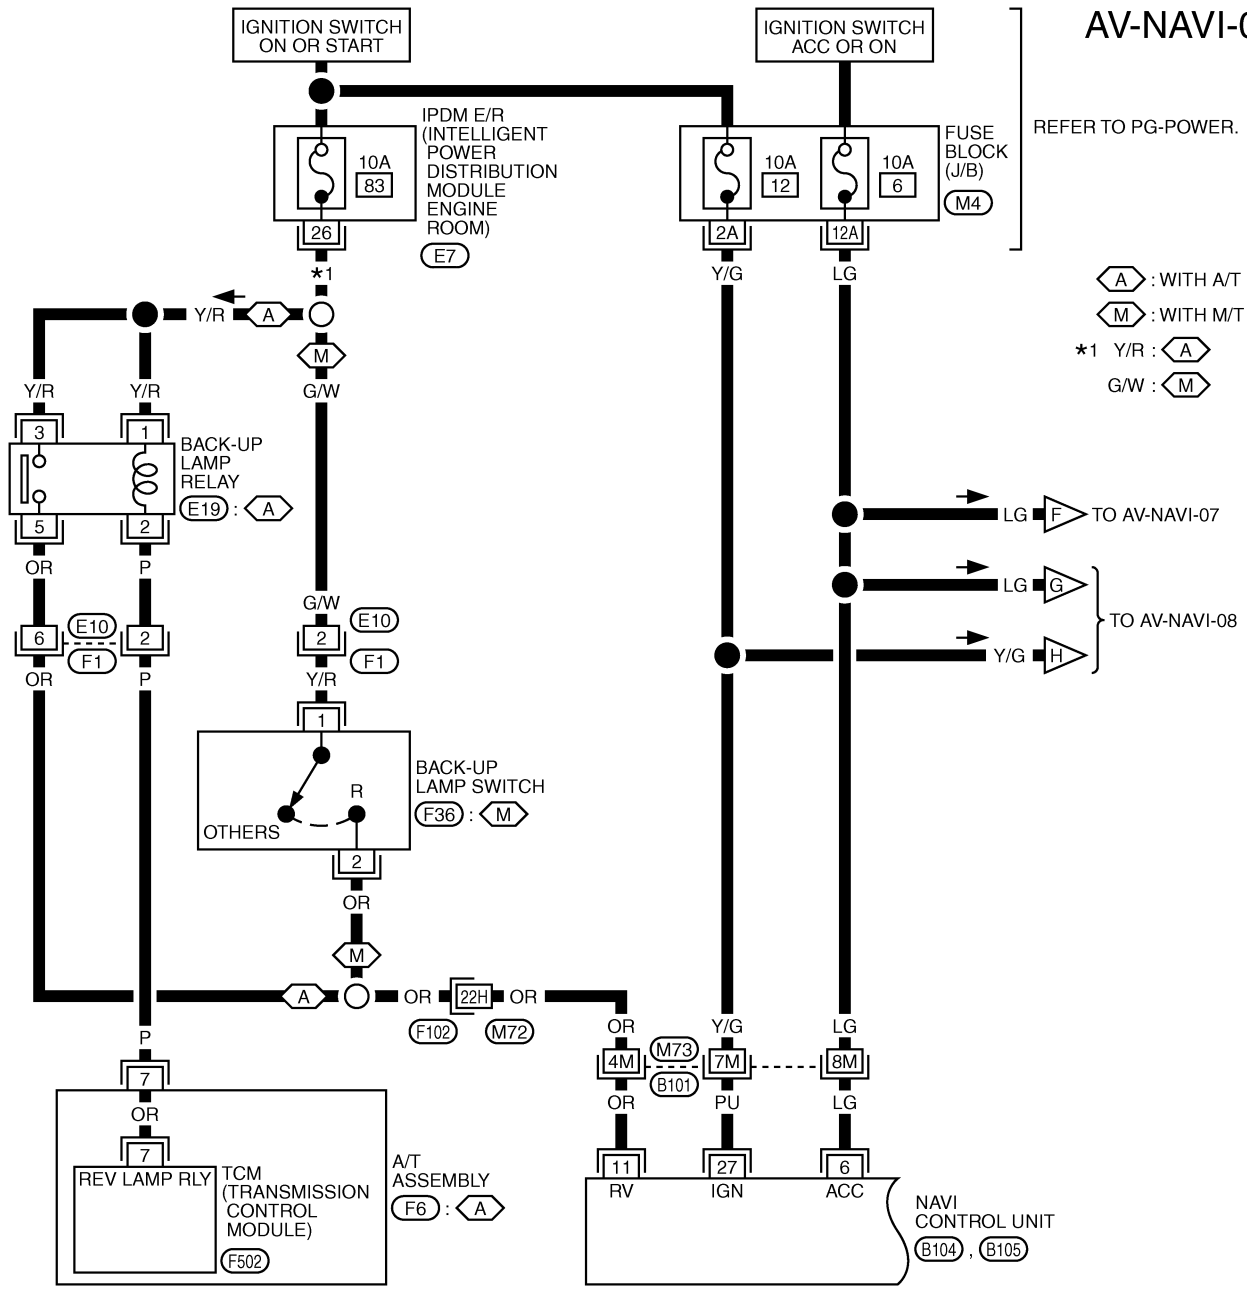 AV-NAVI-0
IGNITION SWITCH
ON OR START
IGNITION SWITCH
ACC OR ON
REFER TO PG-POWER.
IPDM E/R
(INTELLIGENT
POWER
DISTRIBUTION
MODULE
ENGINE
ROOM)
E7
10A
83
26
10A
12
10A
6
FUSE
BLOCK
(J/B)
M4
2A
12A
*1
Y/G
LG
A : WITH A/T
M : WITH M/T
*1 Y/R : A
G/W : M
Y/R
A
M
Y/R
Y/R
G/W
3
1
BACK-UP
LAMP
RELAY
E19 : A
5
2
OR
P
LG F TO AV-NAVI-07
LG G
TO AV-NAVI-08
Y/G H
G/W
6
E10
F1
2
2
E10
F1
OR
P
Y/R
1
BACK-UP
LAMP SWITCH
F36 : M
R
OTHERS
2
OR
M
A
OR
22H
OR
F102
M72
OR
Y/G
LG
P
4M
M73
B101
7M
8M
OR
PU
LG
7
OR
7
REV LAMP RLY
TCM
(TRANSMISSION
CONTROL
MODULE)
F502
A/T
ASSEMBLY
F6 : A
11
27
6
RV
IGN
ACC
NAVI
CONTROL UNIT
B104 , B105